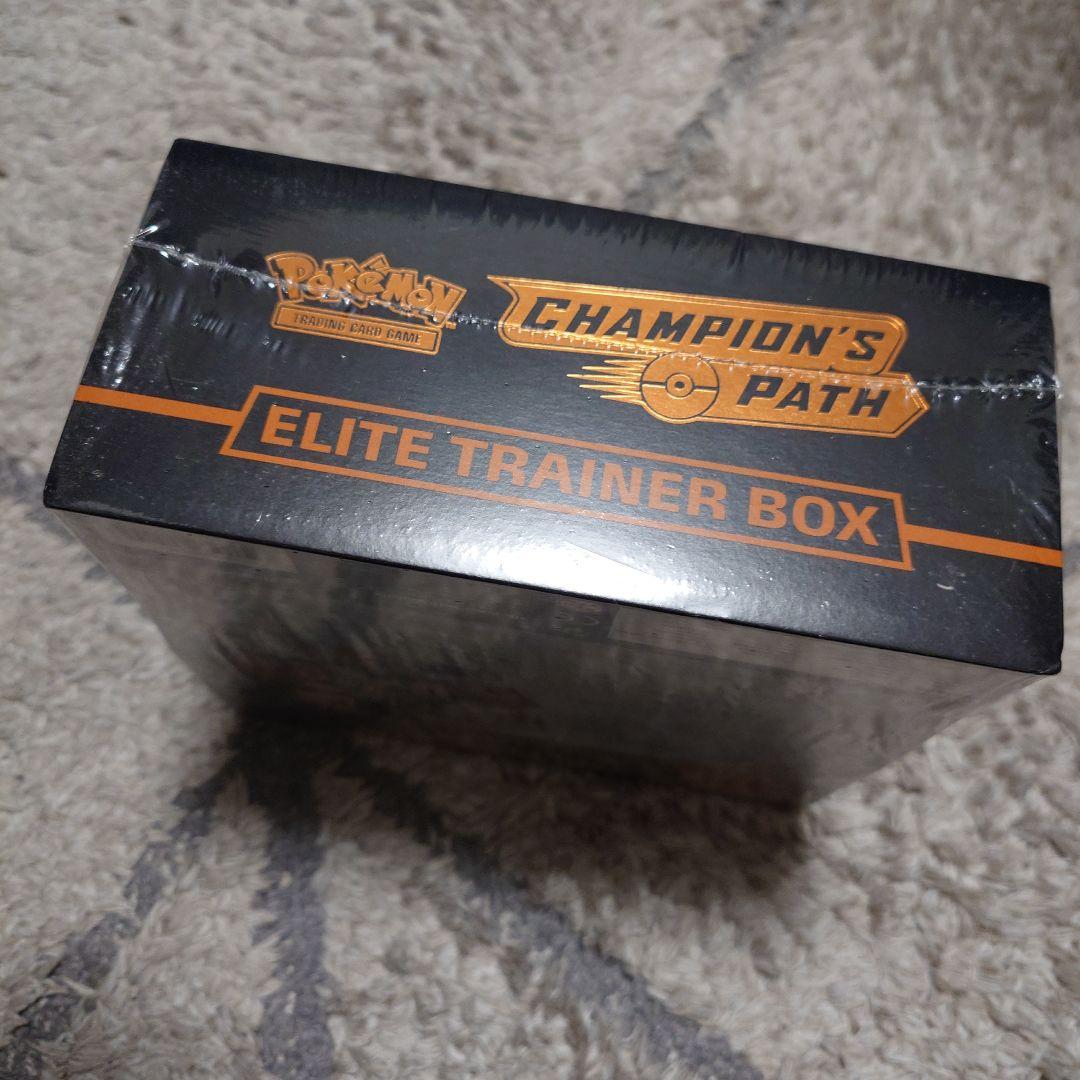 POKÉMON
TRADING CARD GAME
CHAMPION'S
PATH
ELITE TRAINER BOX